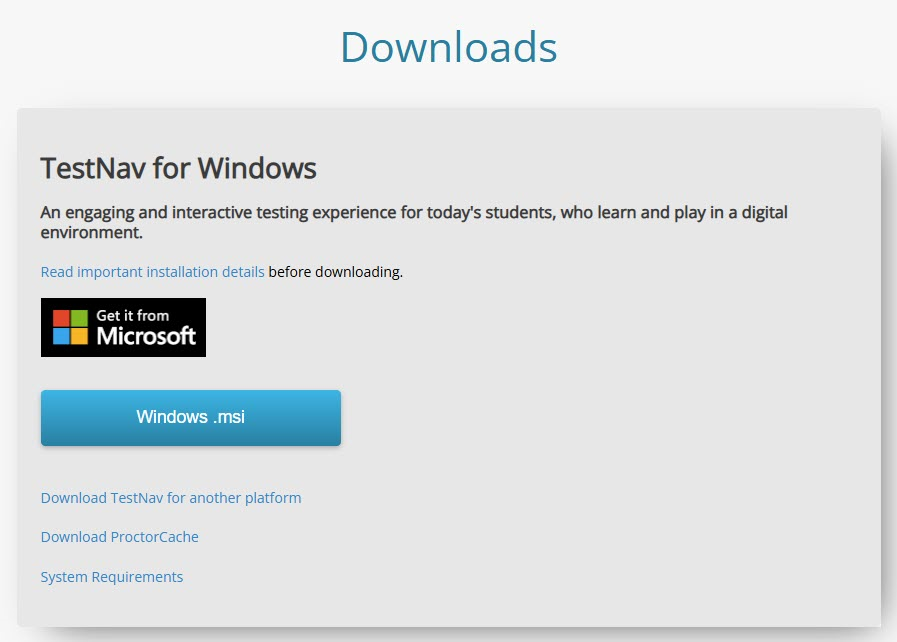 Downloads
TestNav for Windows
An engaging and interactive testing experience for today's students, who learn and play in a digital
environment.
Read important installation details before downloading.
Get it from
Microsoft
Windows .msi
Download TestNav for another platform
Download ProctorCache
System Requirements